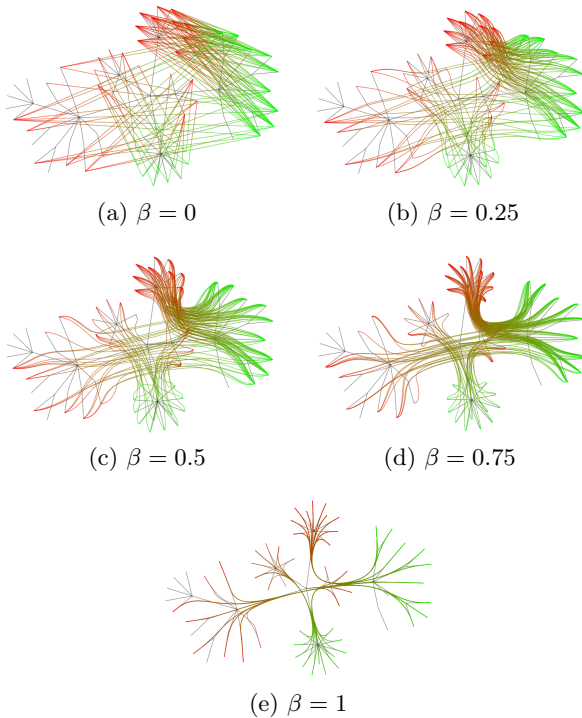 (a) β = 0
(b) β = 0.25
(c) β = 0.5
(d) β = 0.75
(e) β = 1